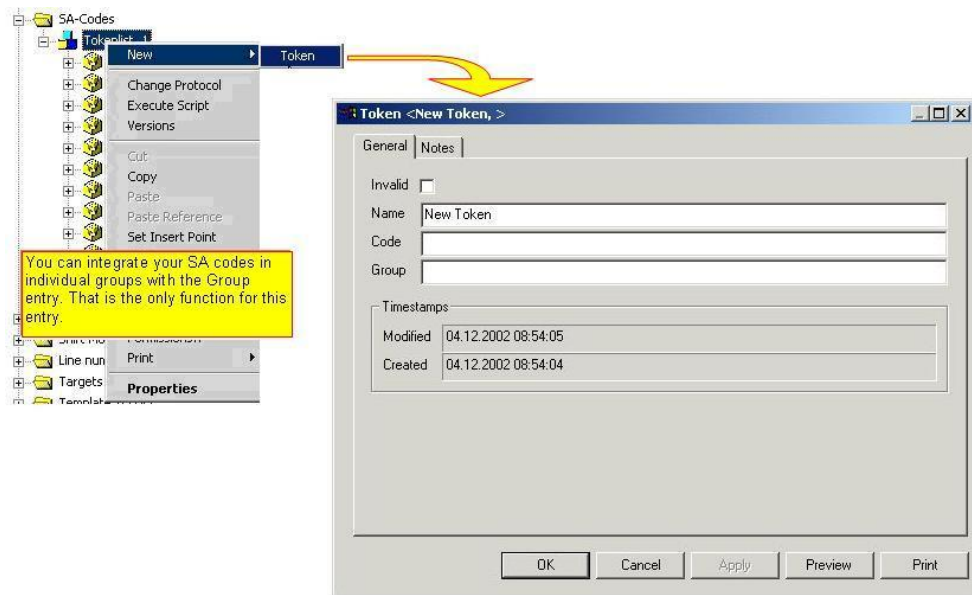 SA-Codes
Tokenlist_1
New
Token
Change Protocol
Execute Script
Versions
Cut
Copy
Paste
Paste Reference
Set Insert Point
You can integrate your SA codes in
individual groups with the Group
entry. That is the only function for this
entry.
Line num
Print
Targets
Properties
Token <New Token, >
General
Notes
Invalid
Name
New Token
Code
Group
Timestamps
Modified
04.12.2002 08:54:05
Created
04.12.2002 08:54:04
OK
Cancel
Apply
Preview
Print